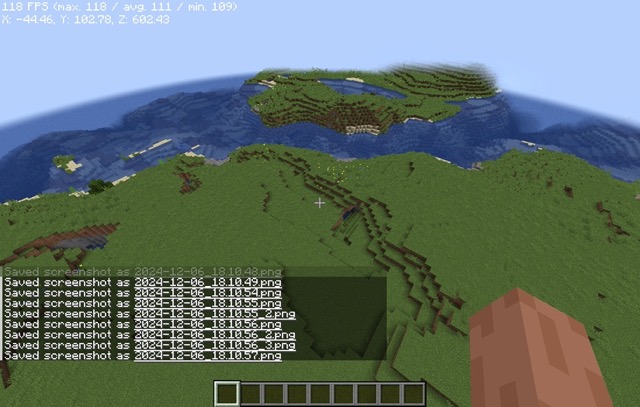 118 FPS (max. 118 / avg. 111 / min. 109)
X: -44.46, Y: 102.78, Z: 602.43
Saved screenshot as 2024-12-06_18.10.48.png
Saved screenshot as 2024-12-06_18.10.49.png
Saved screenshot as 2024-12-06_18.10.54.png
Saved screenshot as 2024-12-06_18.10.55.png
Saved screenshot as 2024-12-06_18.10.55_2.png
Saved screenshot as 2024-12-06_18.10.56.png
Saved screenshot as 2024-12-06_18.10.56_2.png
Saved screenshot as 2024-12-06_18.10.56_3.png
Saved screenshot as 2024-12-06_18.10.57.png